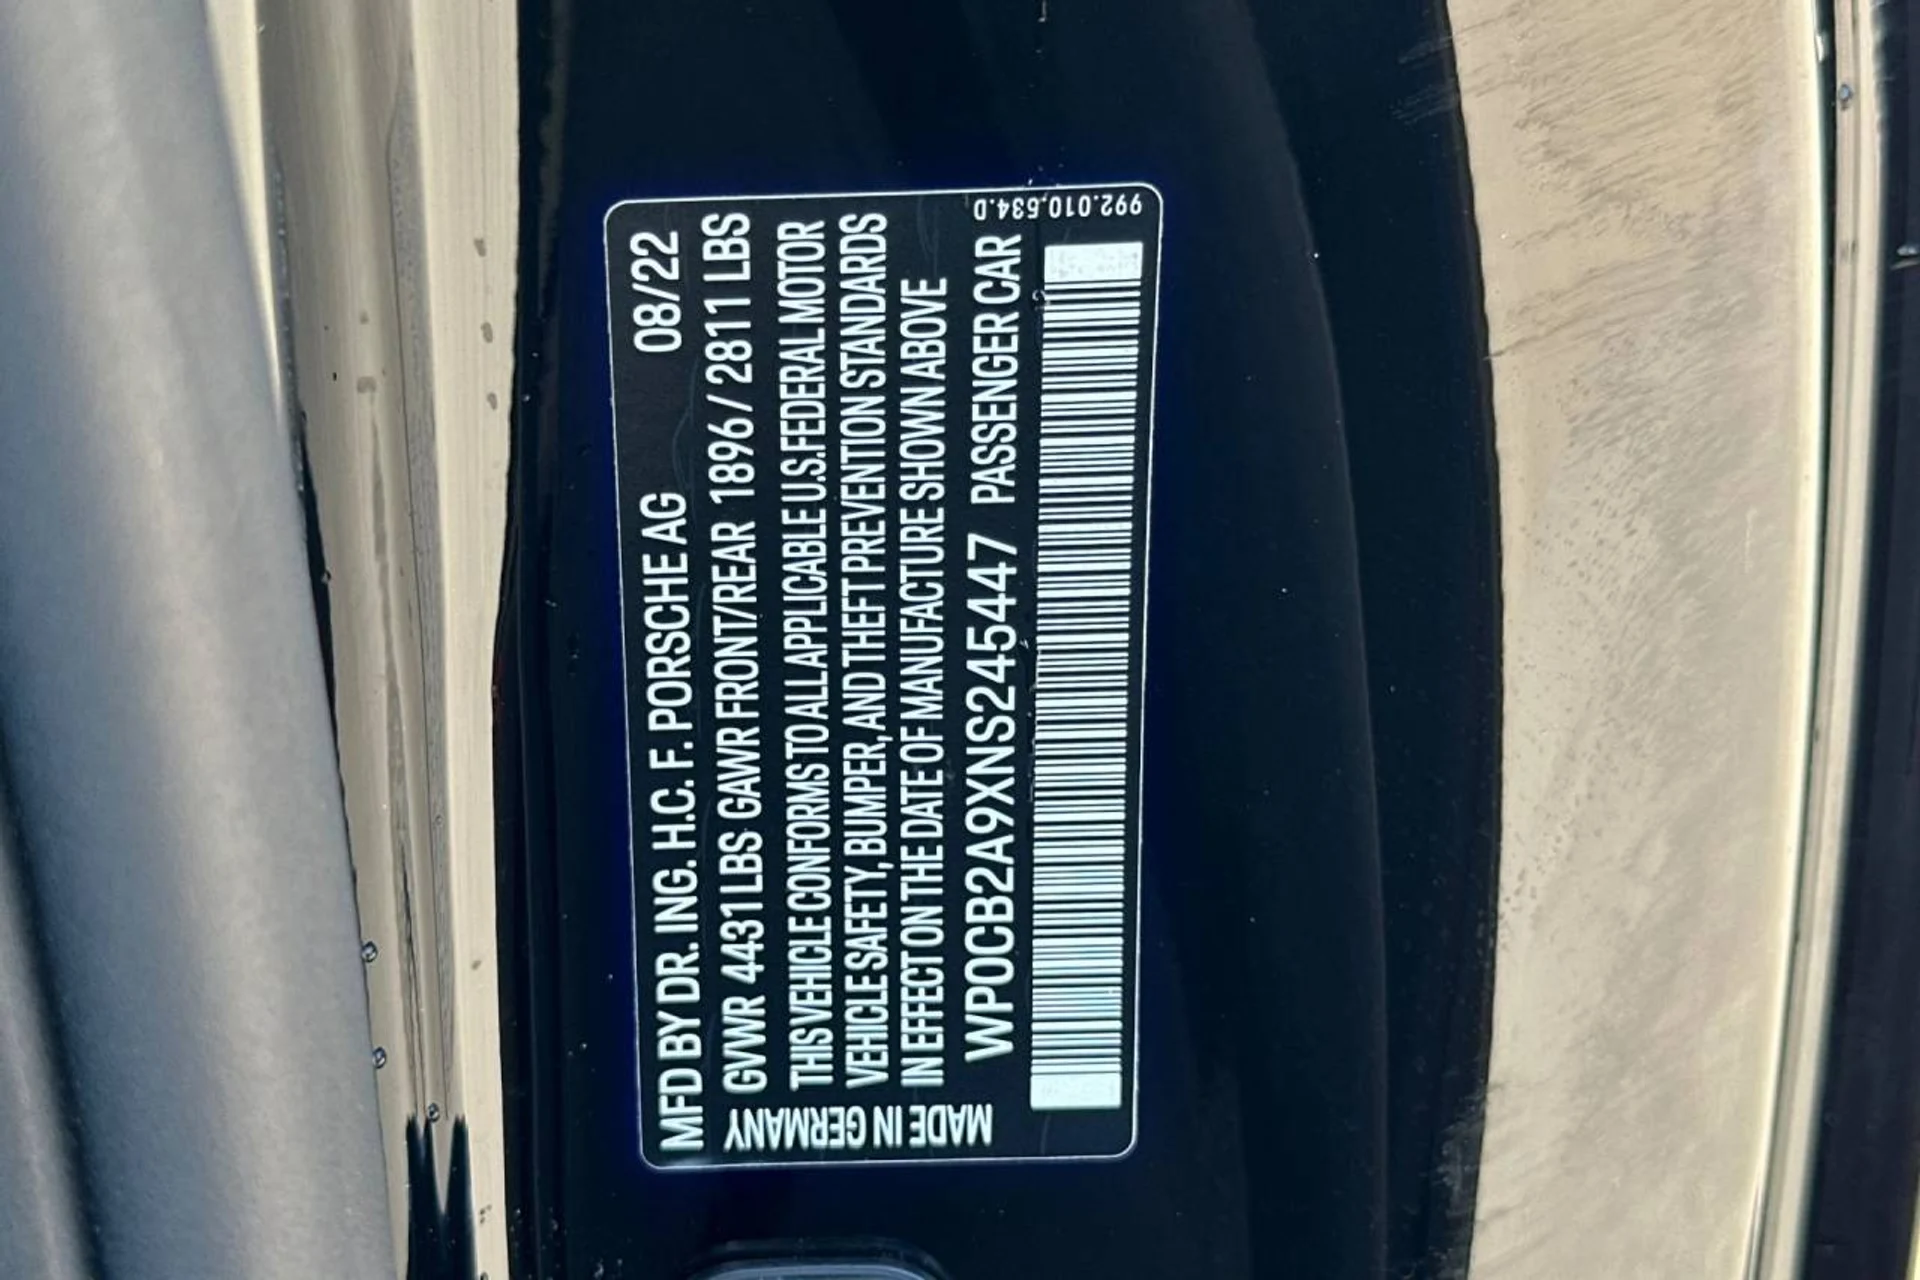 MFD BY DR. ING. H.C. F. PORSCHE AG 08/22
GVWR 4431 LBS GAWR FRONT/REAR 1896/2811 LBS
THIS VEHICLE CONFORMS TO ALL APPLICABLE U.S. FEDERAL MOTOR
VEHICLE SAFETY, BUMPER, AND THEFT PREVENTION STANDARDS
IN EFFECT ON THE DATE OF MANUFACTURE SHOWN ABOVE
WP0CB2A9XNS245447 PASSENGER CAR
MADE IN GERMANY
992.010.534.D